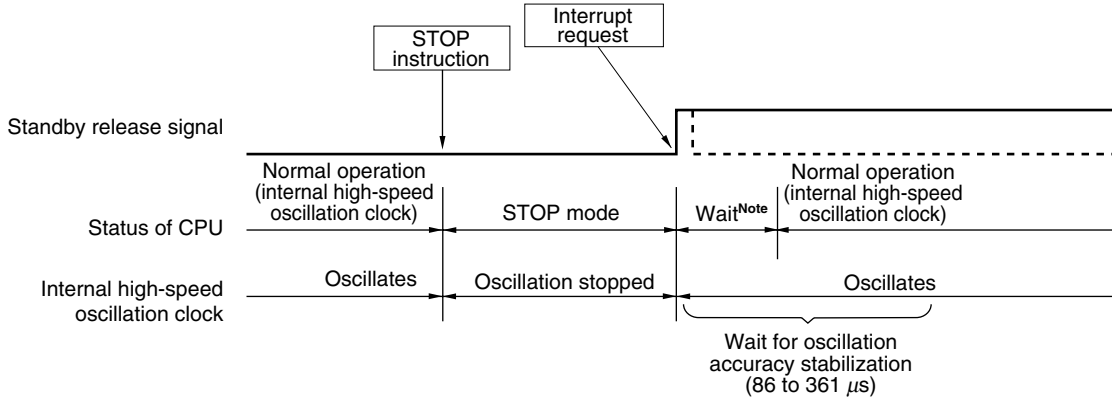 STOP
instruction
Interrupt
request
Standby release signal
Normal operation
(internal high-speed
oscillation clock)
Normal operation
(internal high-speed
oscillation clock)
Status of CPU
STOP mode
WaitNote
Internal high-speed
oscillation clock
Oscillates
Oscillation stopped
Oscillates
Wait for oscillation
accuracy stabilization
(86 to 361 μs)